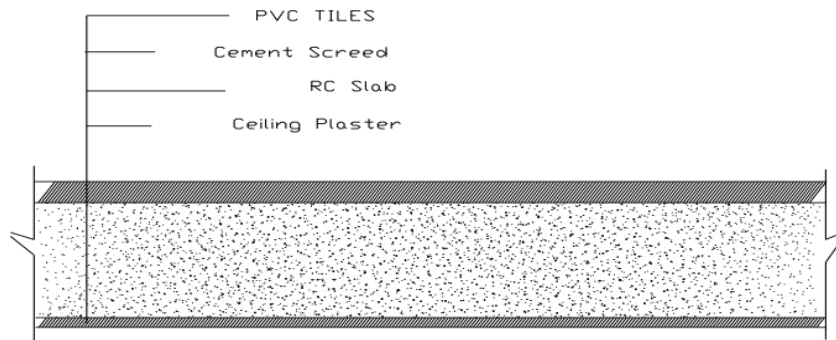 PVC TILES
Cement Screed
RC Slab
Ceiling Plaster